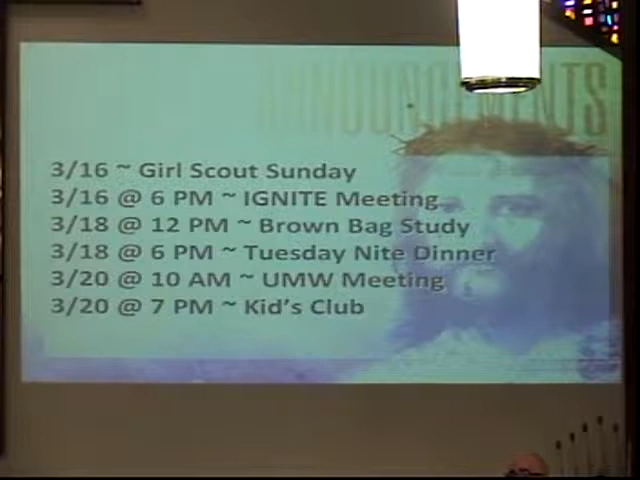 ANNOUNCEMENTS
3/16 ~ Girl Scout Sunday
3/16 @ 6 PM ~ IGNITE Meeting
3/18 @ 12 PM ~ Brown Bag Study
3/18 @ 6 PM ~ Tuesday Nite Dinner
3/20 @ 10 AM ~ UMW Meeting
3/20 @ 7 PM ~ Kid's Club